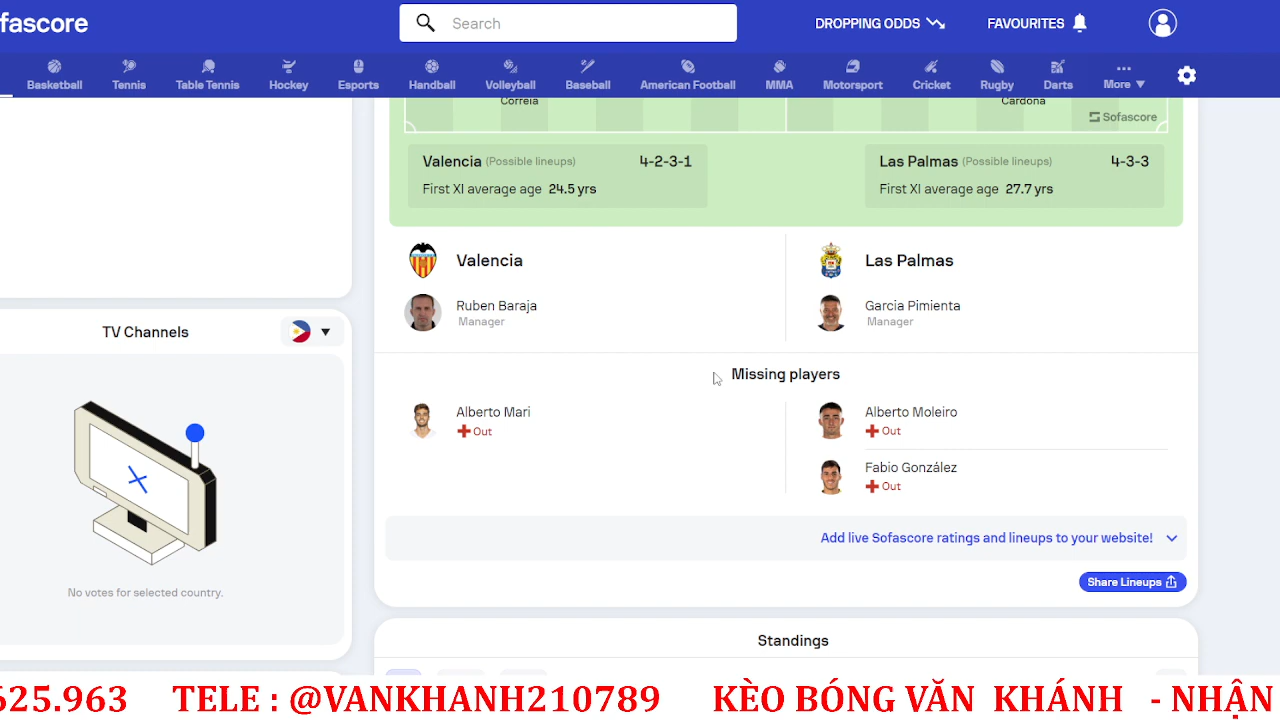 fascore
Search
DROPPING ODDS
FAVOURITES
Basketball
Tennis
Table Tennis
Hockey
Esports
Handball
Volleyball
Baseball
American Football
MMA
Motorsport
Cricket
Rugby
Darts
More
Correia
Cardona
Sofascore
Valencia (Possible lineups) 4-2-3-1
First XI average age 24.5 yrs
Las Palmas (Possible lineups) 4-3-3
First XI average age 27.7 yrs
Valencia
Las Palmas
Ruben Baraja
Manager
Garcia Pimienta
Manager
TV Channels
No votes for selected country.
Missing players
Alberto Mari
Out
Alberto Moleiro
Out
Fabio González
Out
Add live Sofascore ratings and lineups to your website!
Share Lineups
Standings
625.963 TELE : @VANKHANH210789 KÈO BÓNG VĂN KHÁNH - NHẬN